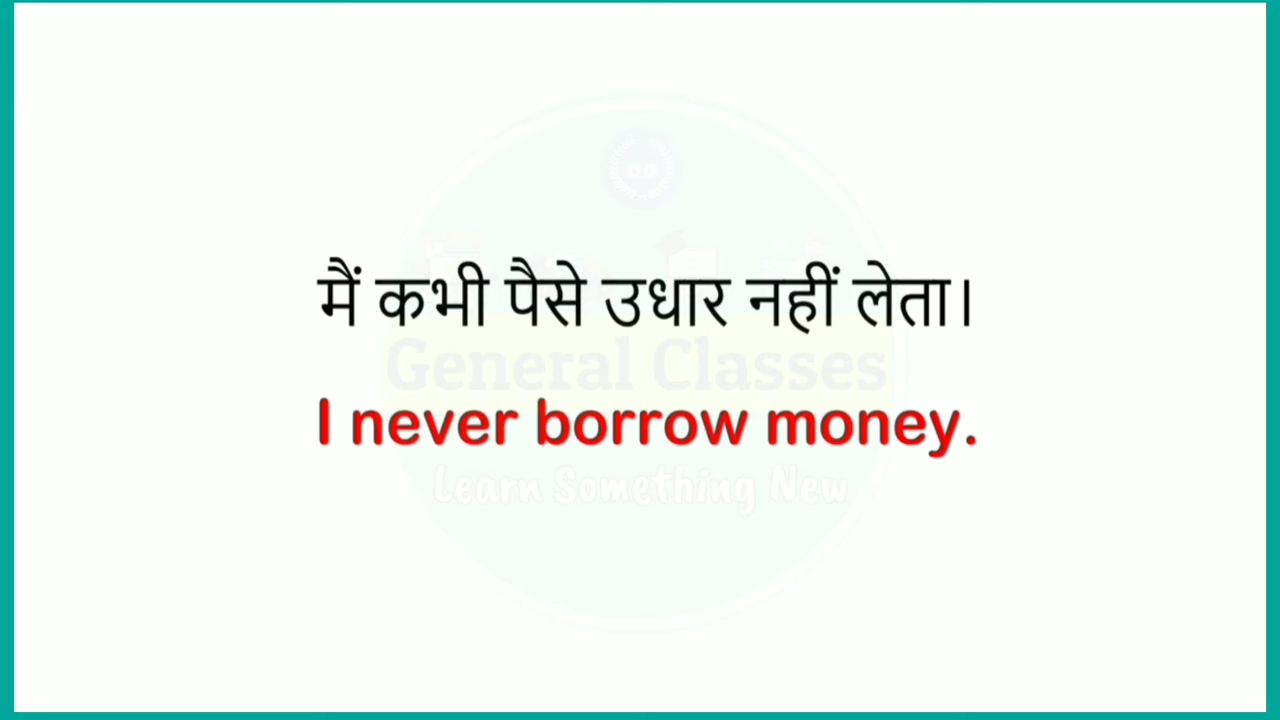 मैं कभी पैसे उधार नहीं लेता।
General Classes
I never borrow money.
Learn Something New